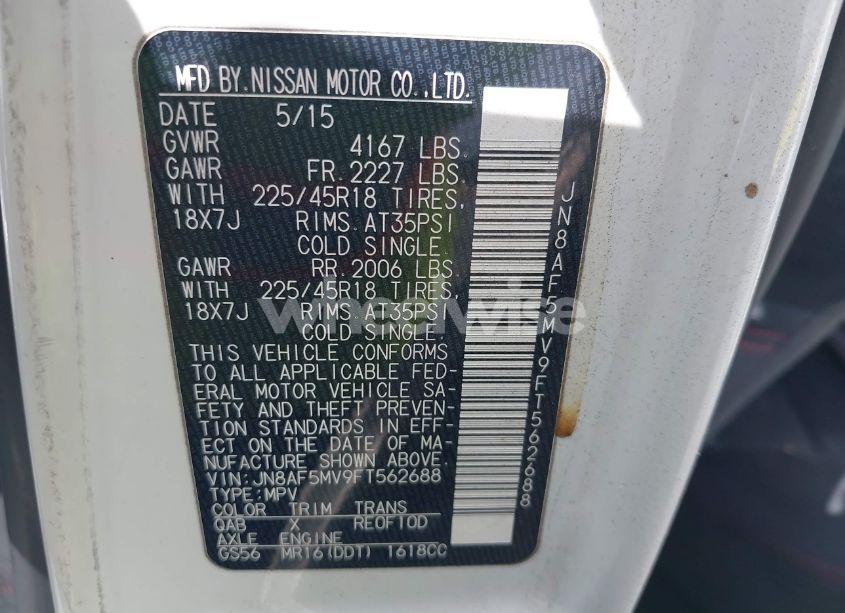 MFD BY.NISSAN MOTOR CO.,LTD.
DATE 5/15
GVWR 4167 LBS.
GAWR FR.2227 LBS.
WITH 225/45R18 TIRES,
18X7J RIMS.AT35PSI
COLD SINGLE.
GAWR RR.2006 LBS.
WITH 225/45R18 TIRES,
18X7J RIMS.AT35PSI
COLD SINGLE.
THIS VEHICLE CONFORMS
TO ALL APPLICABLE FED-
ERAL MOTOR VEHICLE SA-
FETY AND THEFT PREVEN-
TION STANDARDS IN EFF-
ECT ON THE DATE OF MA-
NUFACTURE SHOWN ABOVE.
VIN:JN8AF5MV9FT562688
TYPE:MPV
COLOR TRIM TRANS
QAB X RE0F10D
AXLE ENGINE
GS56 MR16(DDT) 1618CC
JN8AF5MV9FT562688
wheelwise